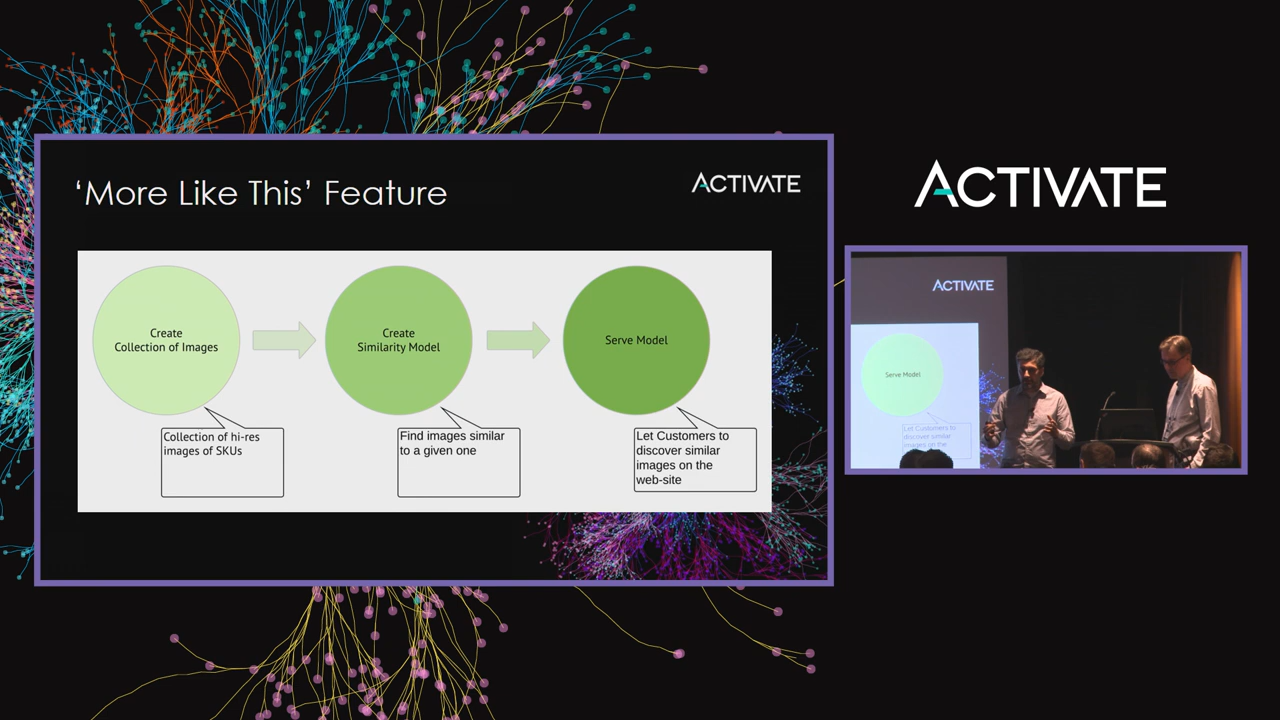 ‘More Like This’ Feature
ACTIVATE
Create
Collection of Images
Create
Similarity Model
Serve Model
Collection of hi-res
images of SKUs
Find images similar
to a given one
Let Customers to
discover similar
images on the
web-site
ACTIVATE
ACTIVATE
Serve Model
Let Customers to
discover similar
images on the